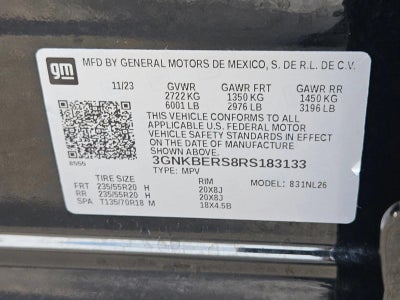 gm
MFD BY GENERAL MOTORS DE MEXICO, S. DE R.L. DE C.V.
11/23 GVWR GAWR FRT GAWR RR
2722 KG 1350 KG 1450 KG
6001 LB 2976 LB 3196 LB
THIS VEHICLE CONFORMS TO ALL APPLICABLE
U.S. FEDERAL MOTOR
VEHICLE SAFETY STANDARDS IN EFFECT ON THE DATE OF MANUFACTURE
SHOWN ABOVE.
3GNKBERS8RS183133
TYPE: MPV
TIRE SIZE RIM MODEL: 831NL26
FRT 235/55R20 H 20X8J
RR 235/55R20 H 20X8J
SPA T135/70R18 M 18X4.5B